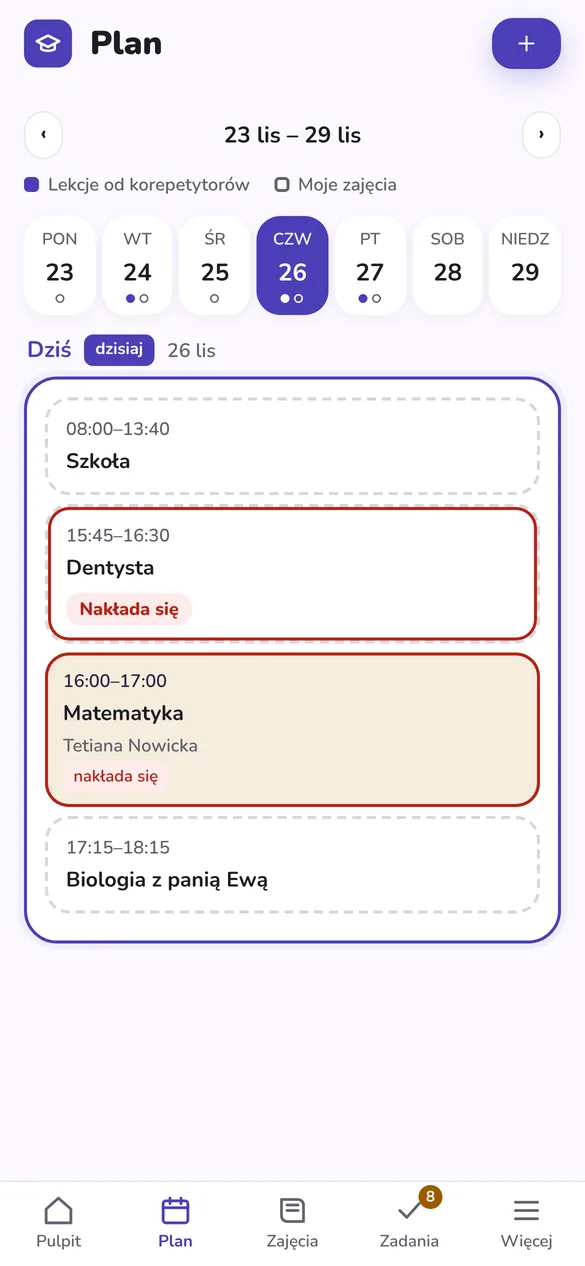 Plan
+
‹ 23 lis – 29 lis ›
Lekcje od korepetytorów Moje zajęcia
PON WT ŚR CZW PT SOB NIEDZ
23 24 25 26 27 28 29
Dziś dzisiaj 26 lis
08:00–13:40
Szkoła
15:45–16:30
Dentysta
Nakłada się
16:00–17:00
Matematyka
Tetiana Nowicka
nakłada się
17:15–18:15
Biologia z panią Ewą
8
Pulpit Plan Zajęcia Zadania Więcej